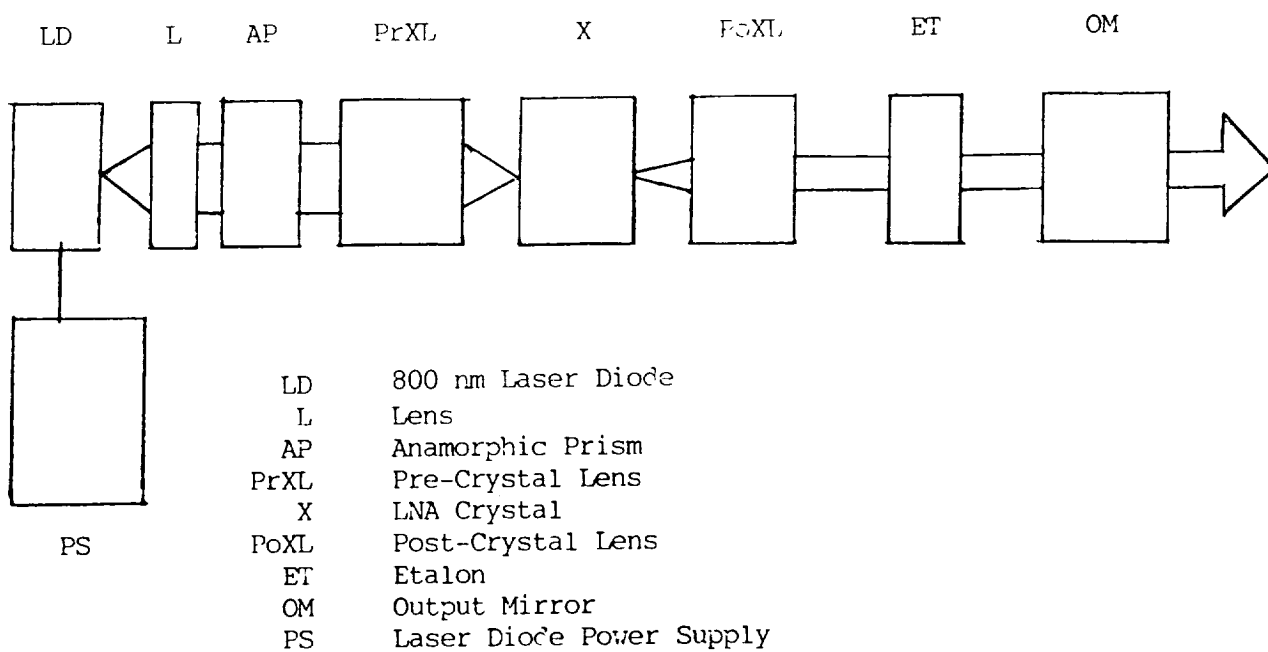 LD L AP PrXL X PoXL ET OM
LD 800 nm Laser Diode
L Lens
AP Anamorphic Prism
PrXL Pre-Crystal Lens
X LNA Crystal
PS PoXL Post-Crystal Lens
ET Etalon
OM Output Mirror
PS Laser Diode Power Supply